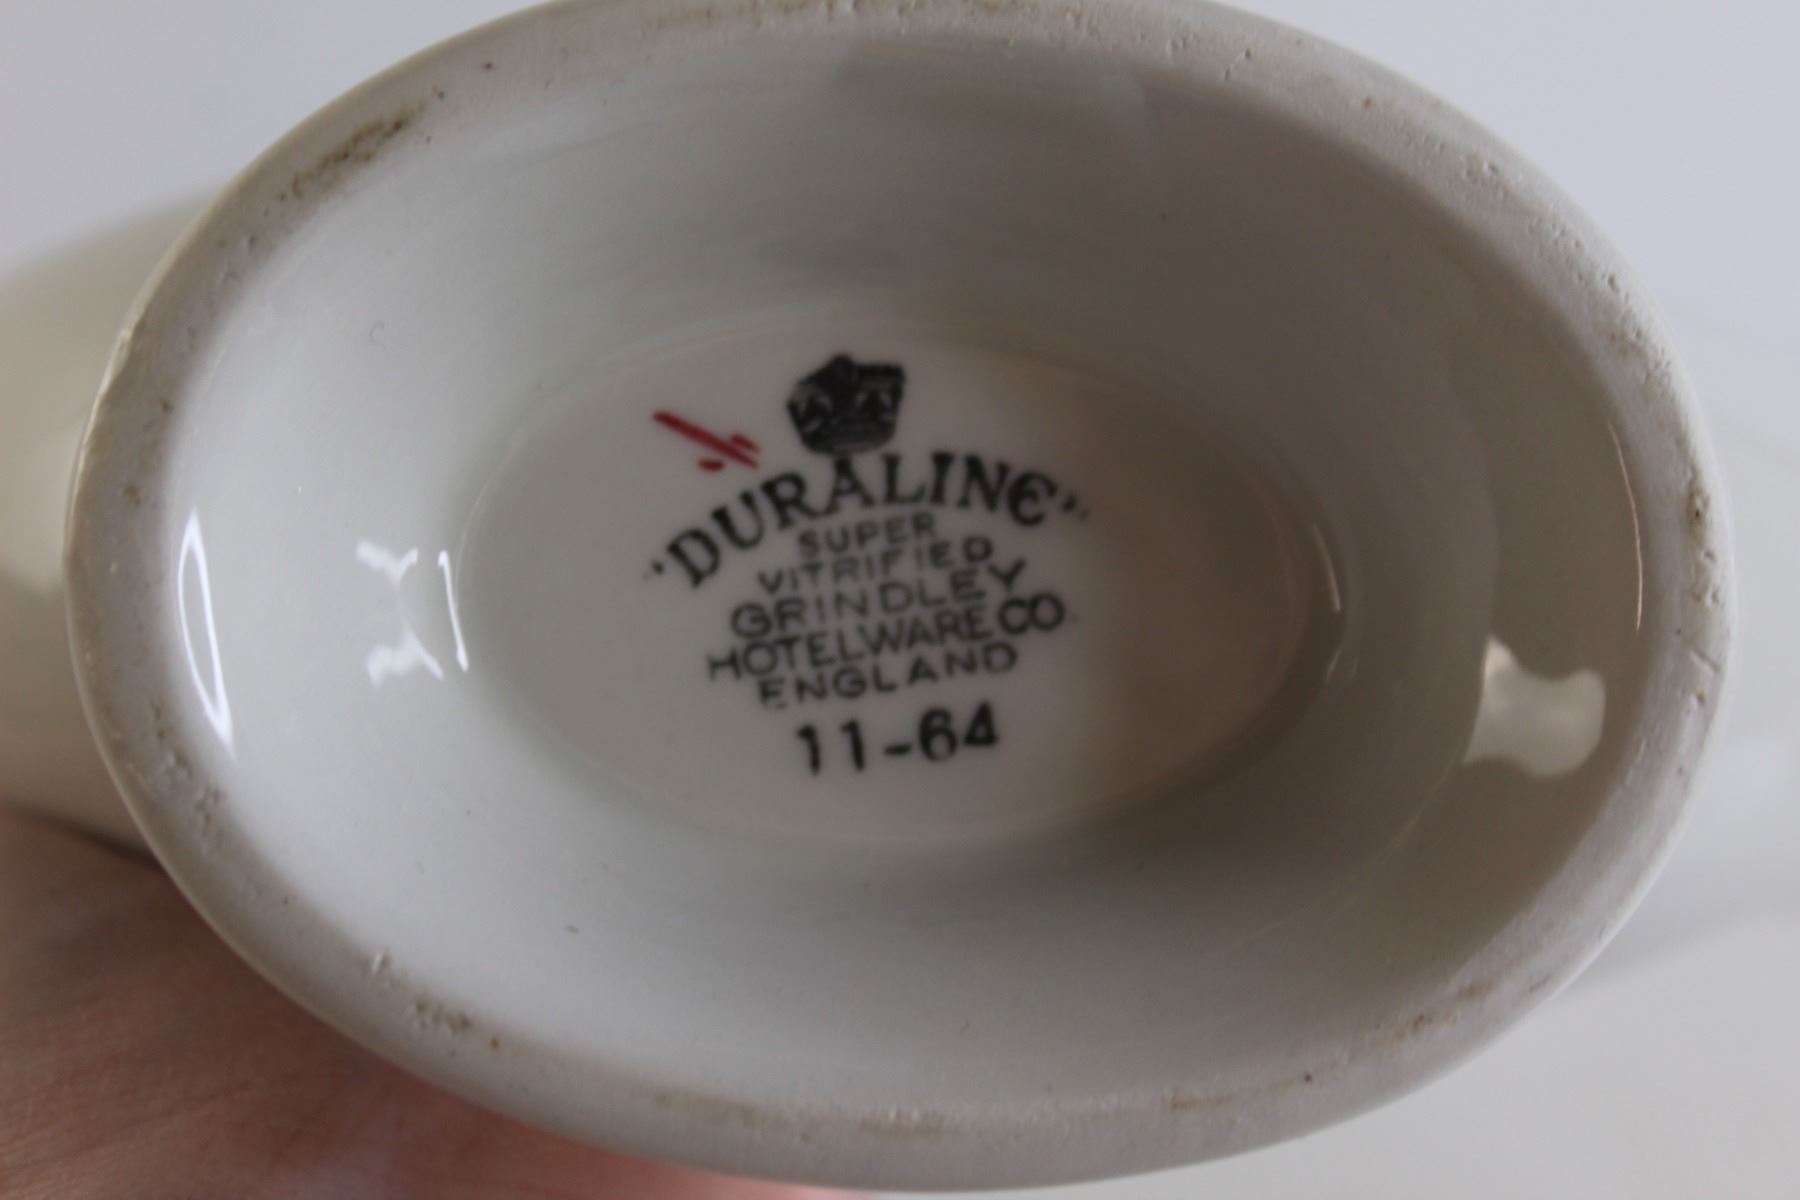 "DURALINE"
SUPER
VITRIFIED
GRINDLEY
HOTELWARE CO.
ENGLAND
11-64